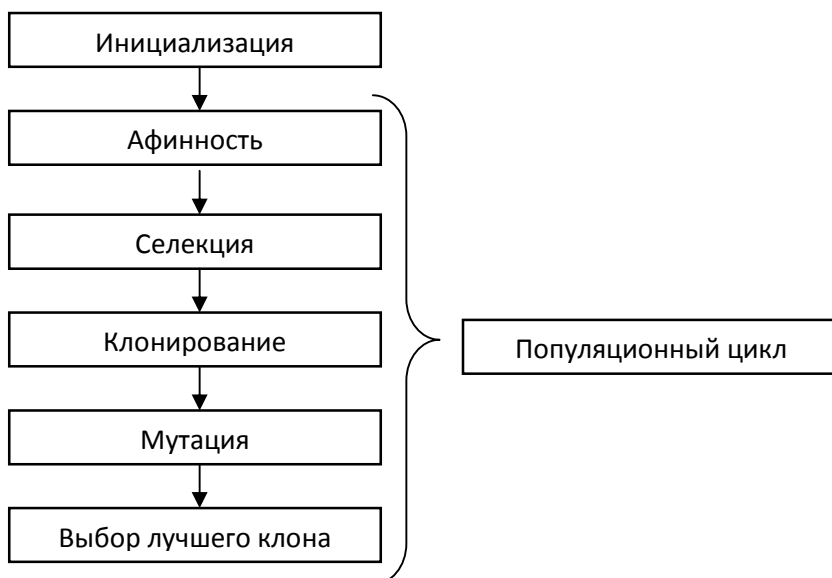 Инициализация
Афинность
Селекция
Клонирование
Популяционный цикл
Мутация
Выбор лучшего клона